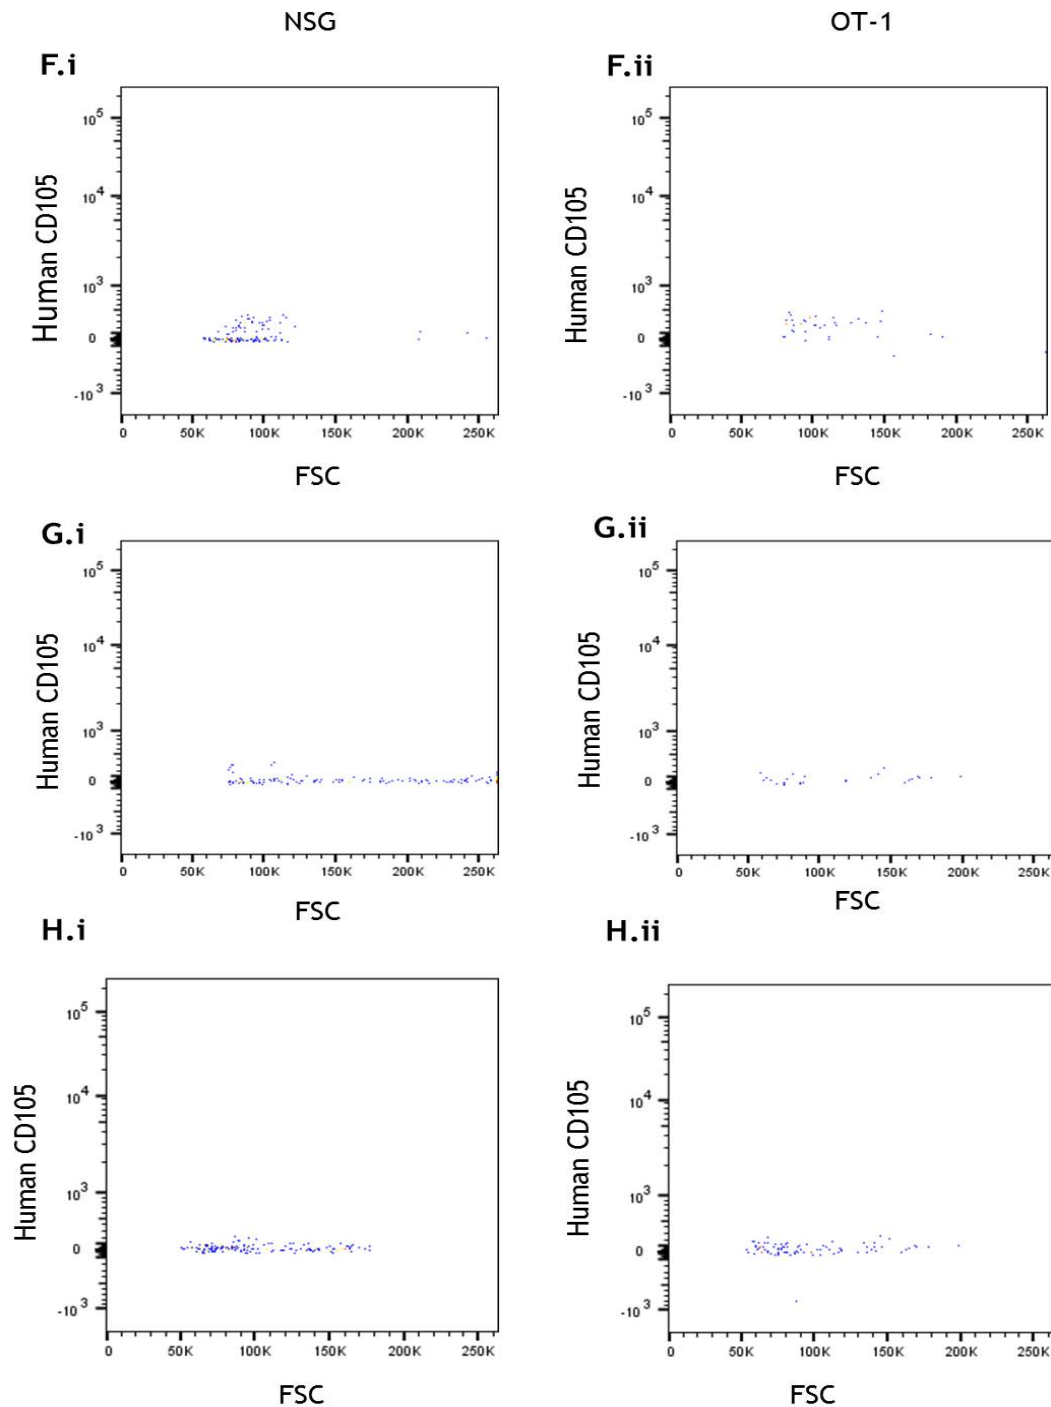 NSG OT-1
F.i F.ii
Human CD105 Human CD105
10^5 10^5
10^4 10^4
10^3 10^3
0 0
-10^3 -10^3
0 50K 100K 150K 200K 250K 0 50K 100K 150K 200K 250K
FSC FSC
G.i G.ii
Human CD105 Human CD105
10^5 10^5
10^4 10^4
10^3 10^3
0 0
-10^3 -10^3
0 50K 100K 150K 200K 250K 0 50K 100K 150K 200K 250K
FSC FSC
H.i H.ii
Human CD105 Human CD105
10^5 10^5
10^4 10^4
10^3 10^3
0 0
-10^3 -10^3
0 50K 100K 150K 200K 250K 0 50K 100K 150K 200K 250K
FSC FSC